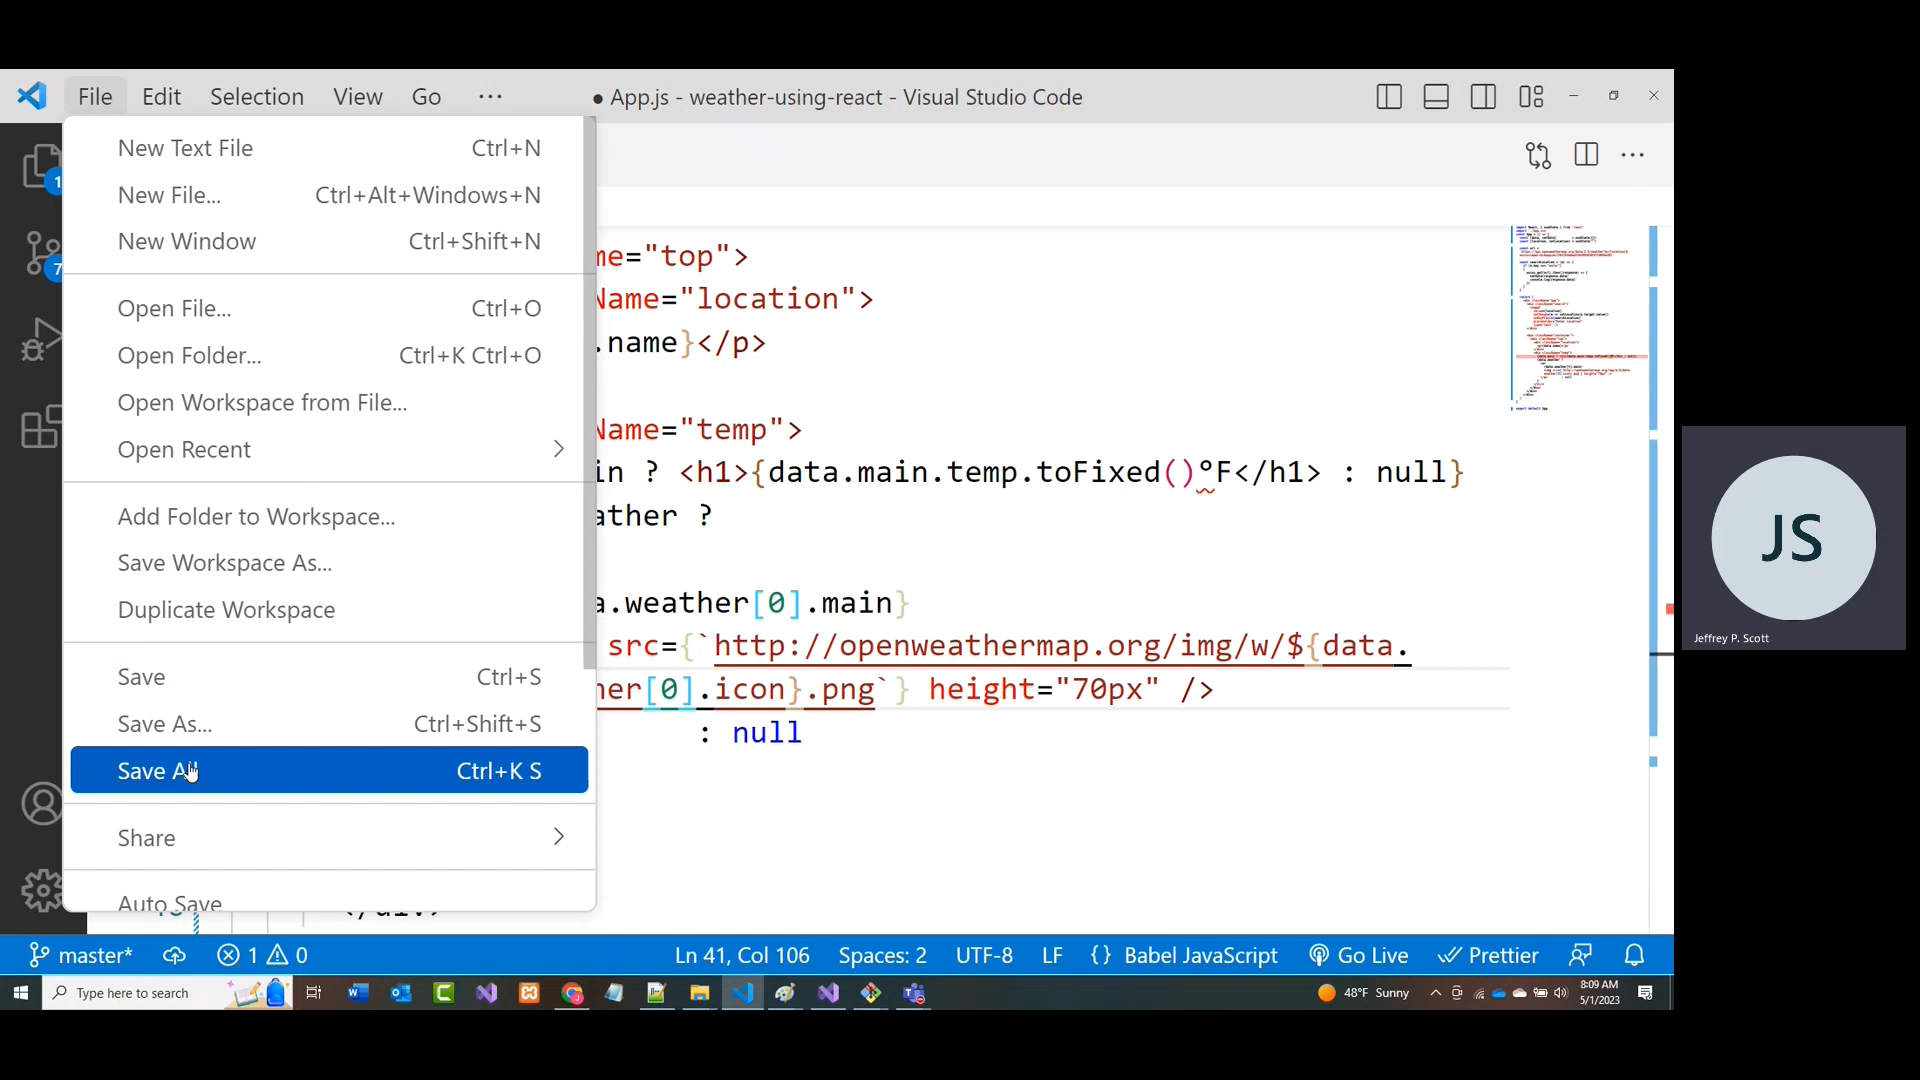 File Edit Selection View Go ··· ● App.js - weather-using-react - Visual Studio Code
New Text File Ctrl+N
New File... Ctrl+Alt+Windows+N
New Window Ctrl+Shift+N
Open File... Ctrl+O
Open Folder... Ctrl+K Ctrl+O
Open Workspace from File...
Open Recent
Add Folder to Workspace...
Save Workspace As...
Duplicate Workspace
Save Ctrl+S
Save As... Ctrl+Shift+S
Save All Ctrl+K S
Share
Auto Save
1
7
me="top">
Name="location">
.name}</p>
Name="temp">
in ? <h1>{data.main.temp.toFixed()°F</h1> : null}
ather ?
a.weather[0].main}
src={`http://openweathermap.org/img/w/${data.
her[0].icon}.png`} height="70px" />
: null
JS
Jeffrey P. Scott
master* 1 0 Ln 41, Col 106 Spaces: 2 UTF-8 LF {} Babel JavaScript Go Live Prettier
Type here to search 48°F Sunny 8:09 AM
5/1/2023